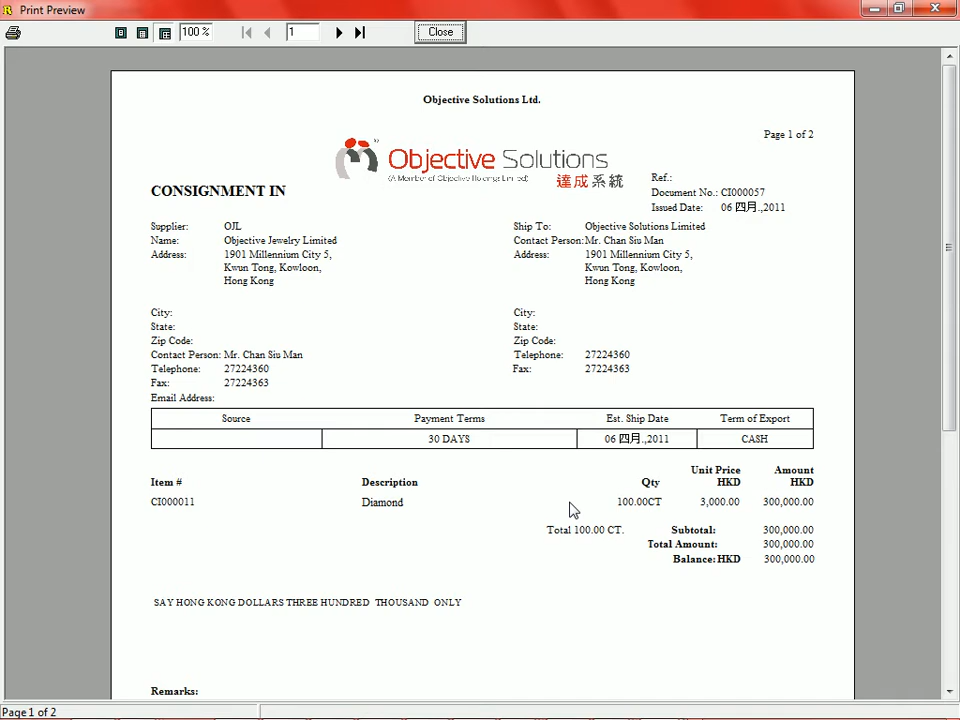 Print Preview
100 %
1
Close
Objective Solutions Ltd.
Page 1 of 2
Objective Solutions
(A Member of Objective Holdings Limited)
達成系統
CONSIGNMENT IN
Ref.:
Document No.: CI000057
Issued Date: 06 四月.,2011
Supplier: OJL
Name: Objective Jewelry Limited
Address: 1901 Millennium City 5,
Kwun Tong, Kowloon,
Hong Kong
Ship To: Objective Solutions Limited
Contact Person: Mr. Chan Siu Man
Address: 1901 Millennium City 5,
Kwun Tong, Kowloon,
Hong Kong
City:
State:
Zip Code:
Contact Person: Mr. Chan Siu Man
Telephone: 27224360
Fax: 27224363
Email Address:
City:
State:
Zip Code:
Telephone: 27224360
Fax: 27224363
Source Payment Terms Est. Ship Date Term of Export
30 DAYS 06 四月.,2011 CASH
Unit Price Amount
Item # Description Qty HKD HKD
CI000011 Diamond 100.00CT 3,000.00 300,000.00
Total 100.00 CT. Subtotal: 300,000.00
Total Amount: 300,000.00
Balance: HKD 300,000.00
SAY HONG KONG DOLLARS THREE HUNDRED THOUSAND ONLY
Remarks:
Page 1 of 2